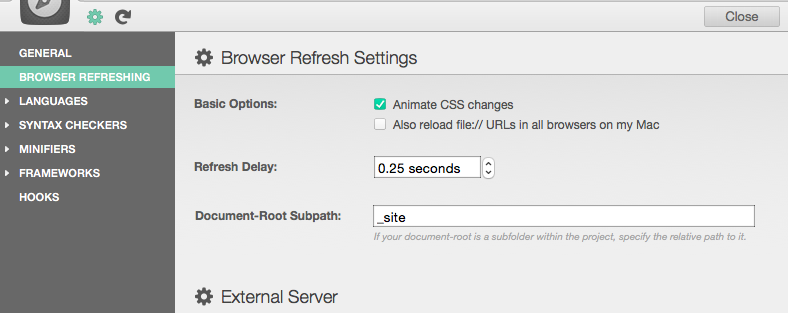 Close
GENERAL
BROWSER REFRESHING
LANGUAGES
SYNTAX CHECKERS
MINIFIERS
FRAMEWORKS
HOOKS
Browser Refresh Settings
Basic Options:
Animate CSS changes
Also reload file:// URLs in all browsers on my Mac
Refresh Delay:
0.25 seconds
Document-Root Subpath:
_site
If your document-root is a subfolder within the project, specify the relative path to it.
External Server